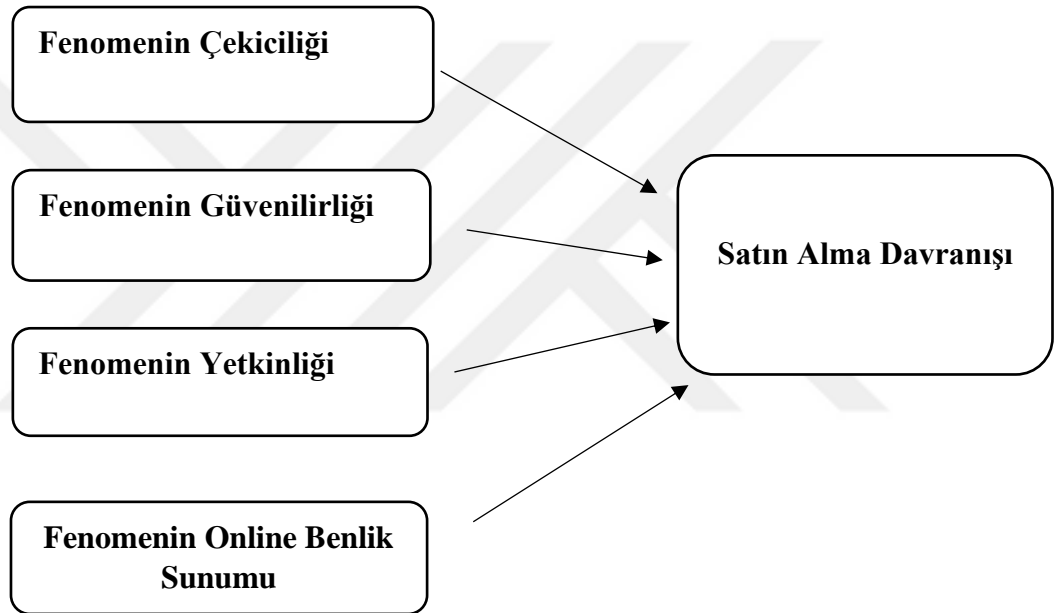 Fenomenin Çekiciliği
Fenomenin Güvenilirliği
Satın Alma Davranışı
Fenomenin Yetkinliği
Fenomenin Online Benlik
Sunumu